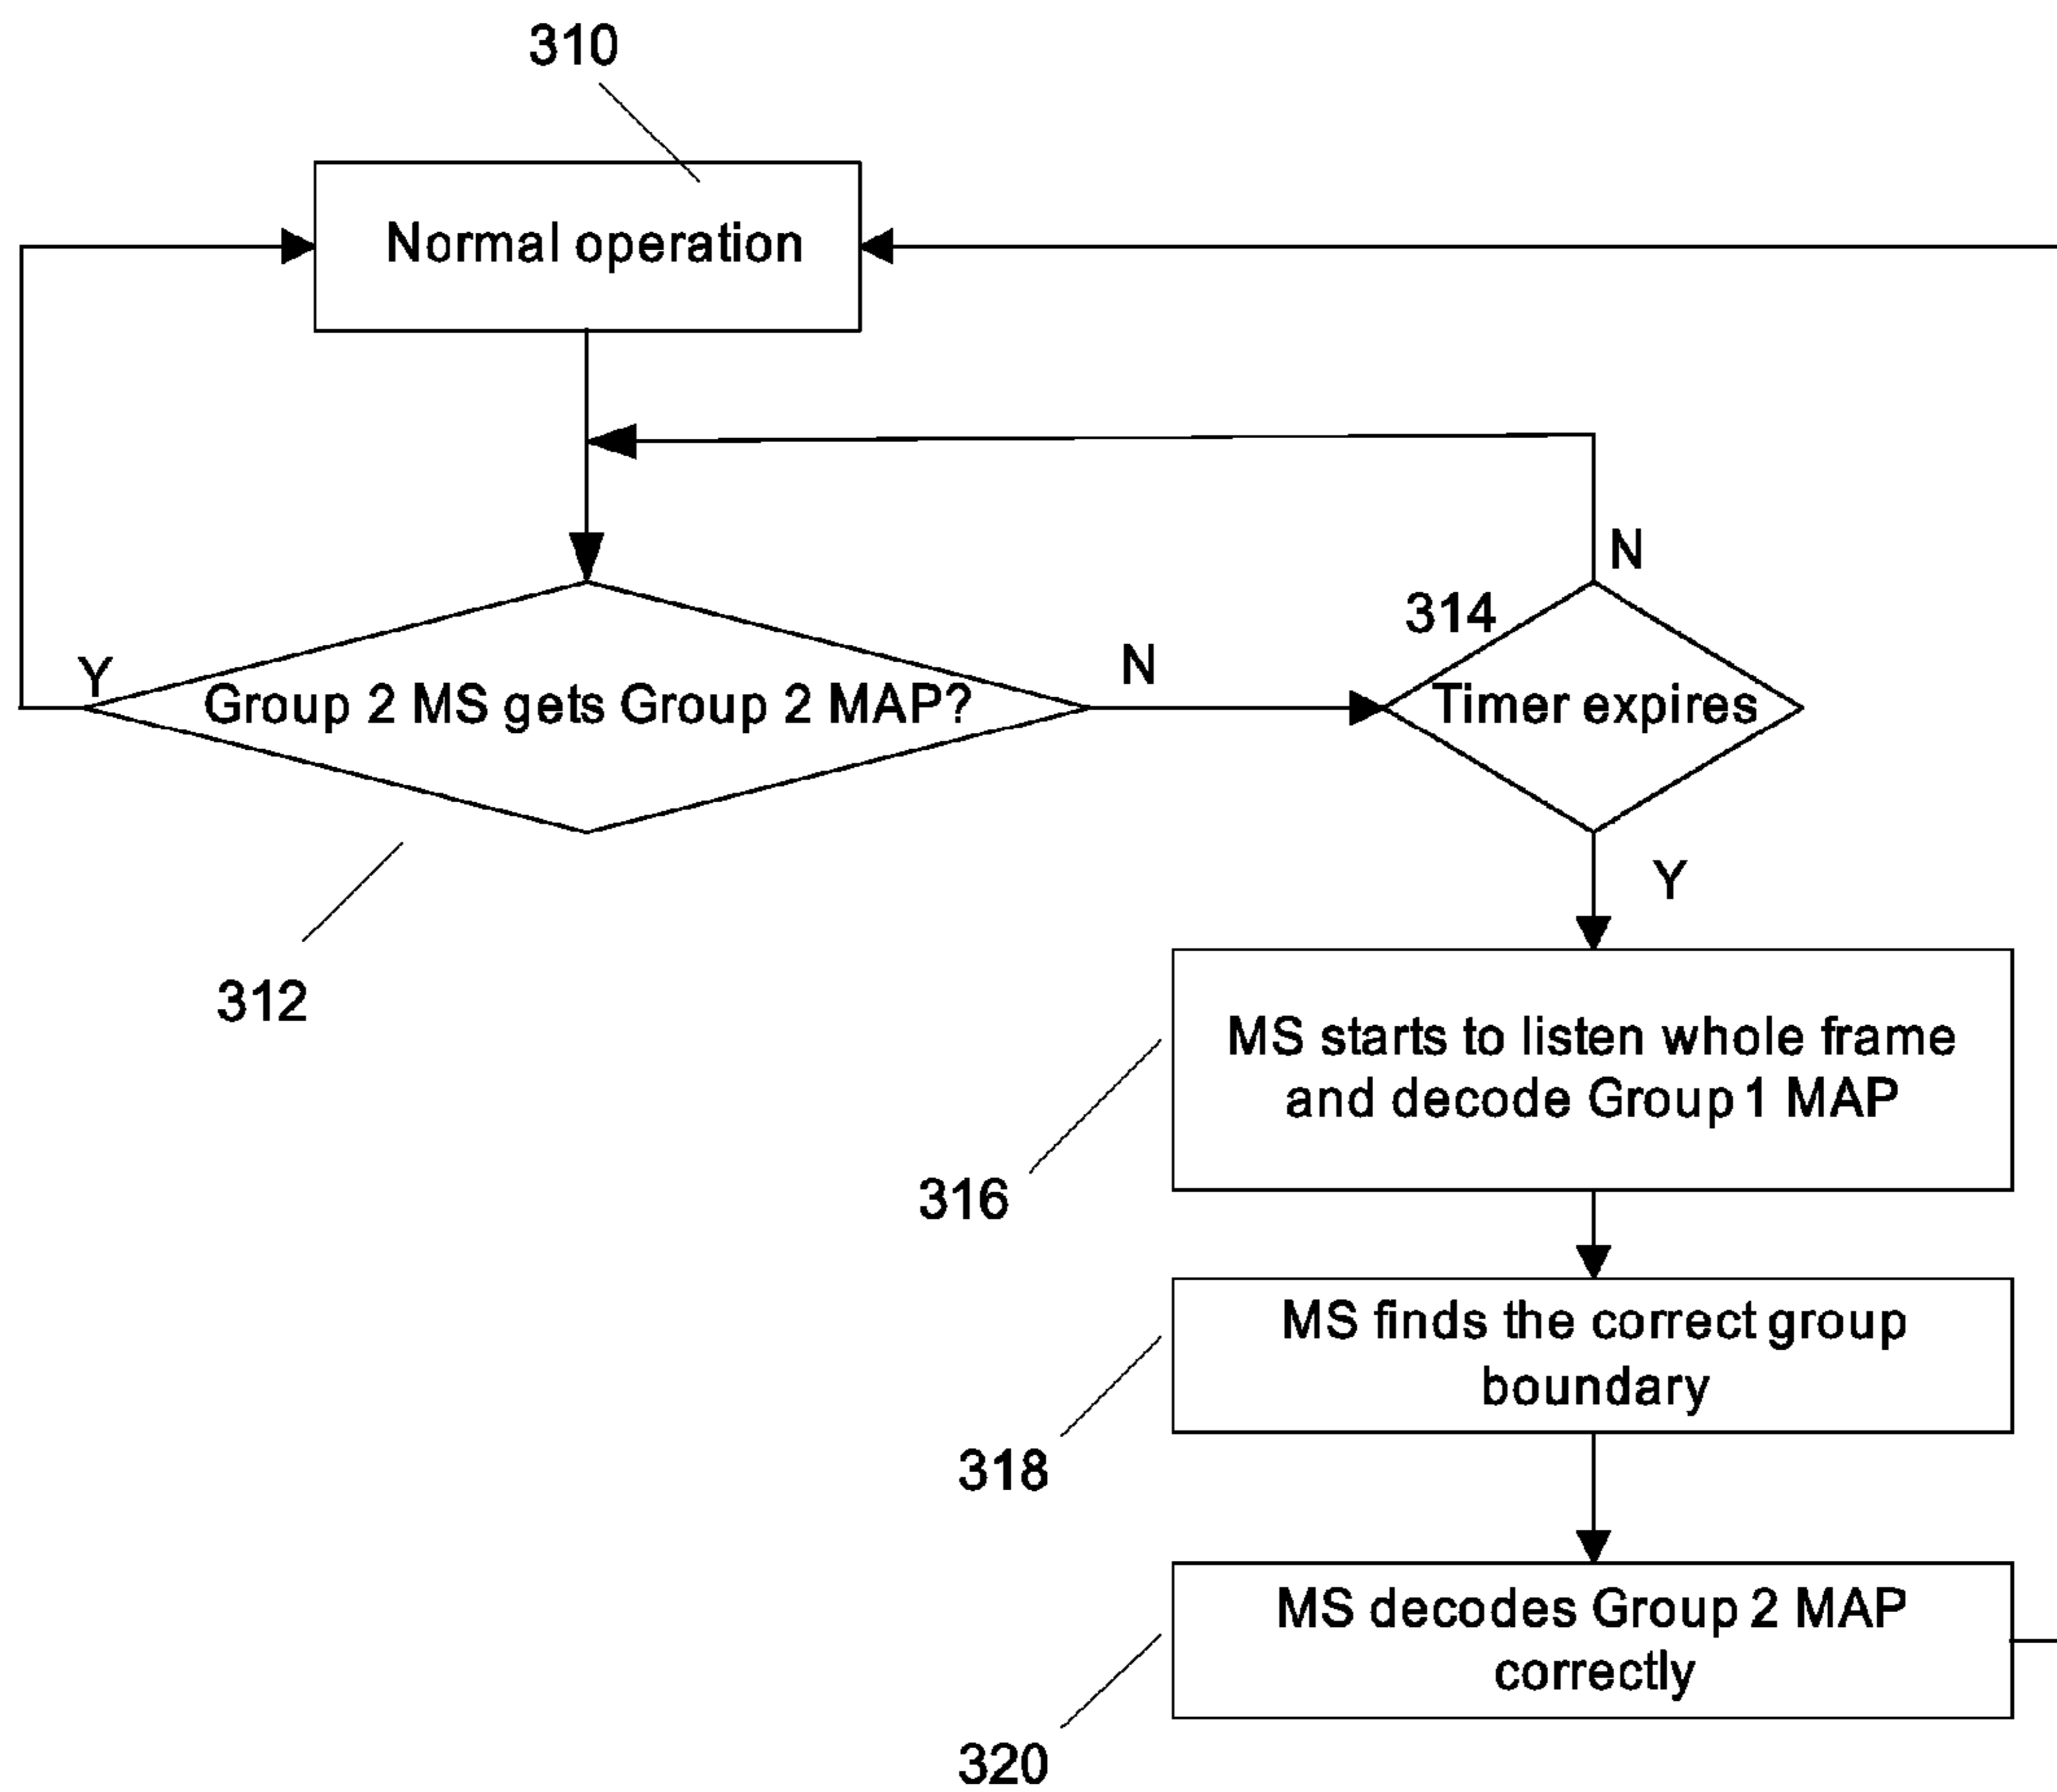 310
Normal operation
N
314
Y
Group 2 MS gets Group 2 MAP?
N
Timer expires
Y
312
MS starts to listen whole frame
and decode Group 1 MAP
316
MS finds the correct group
boundary
318
MS decodes Group 2 MAP
correctly
320